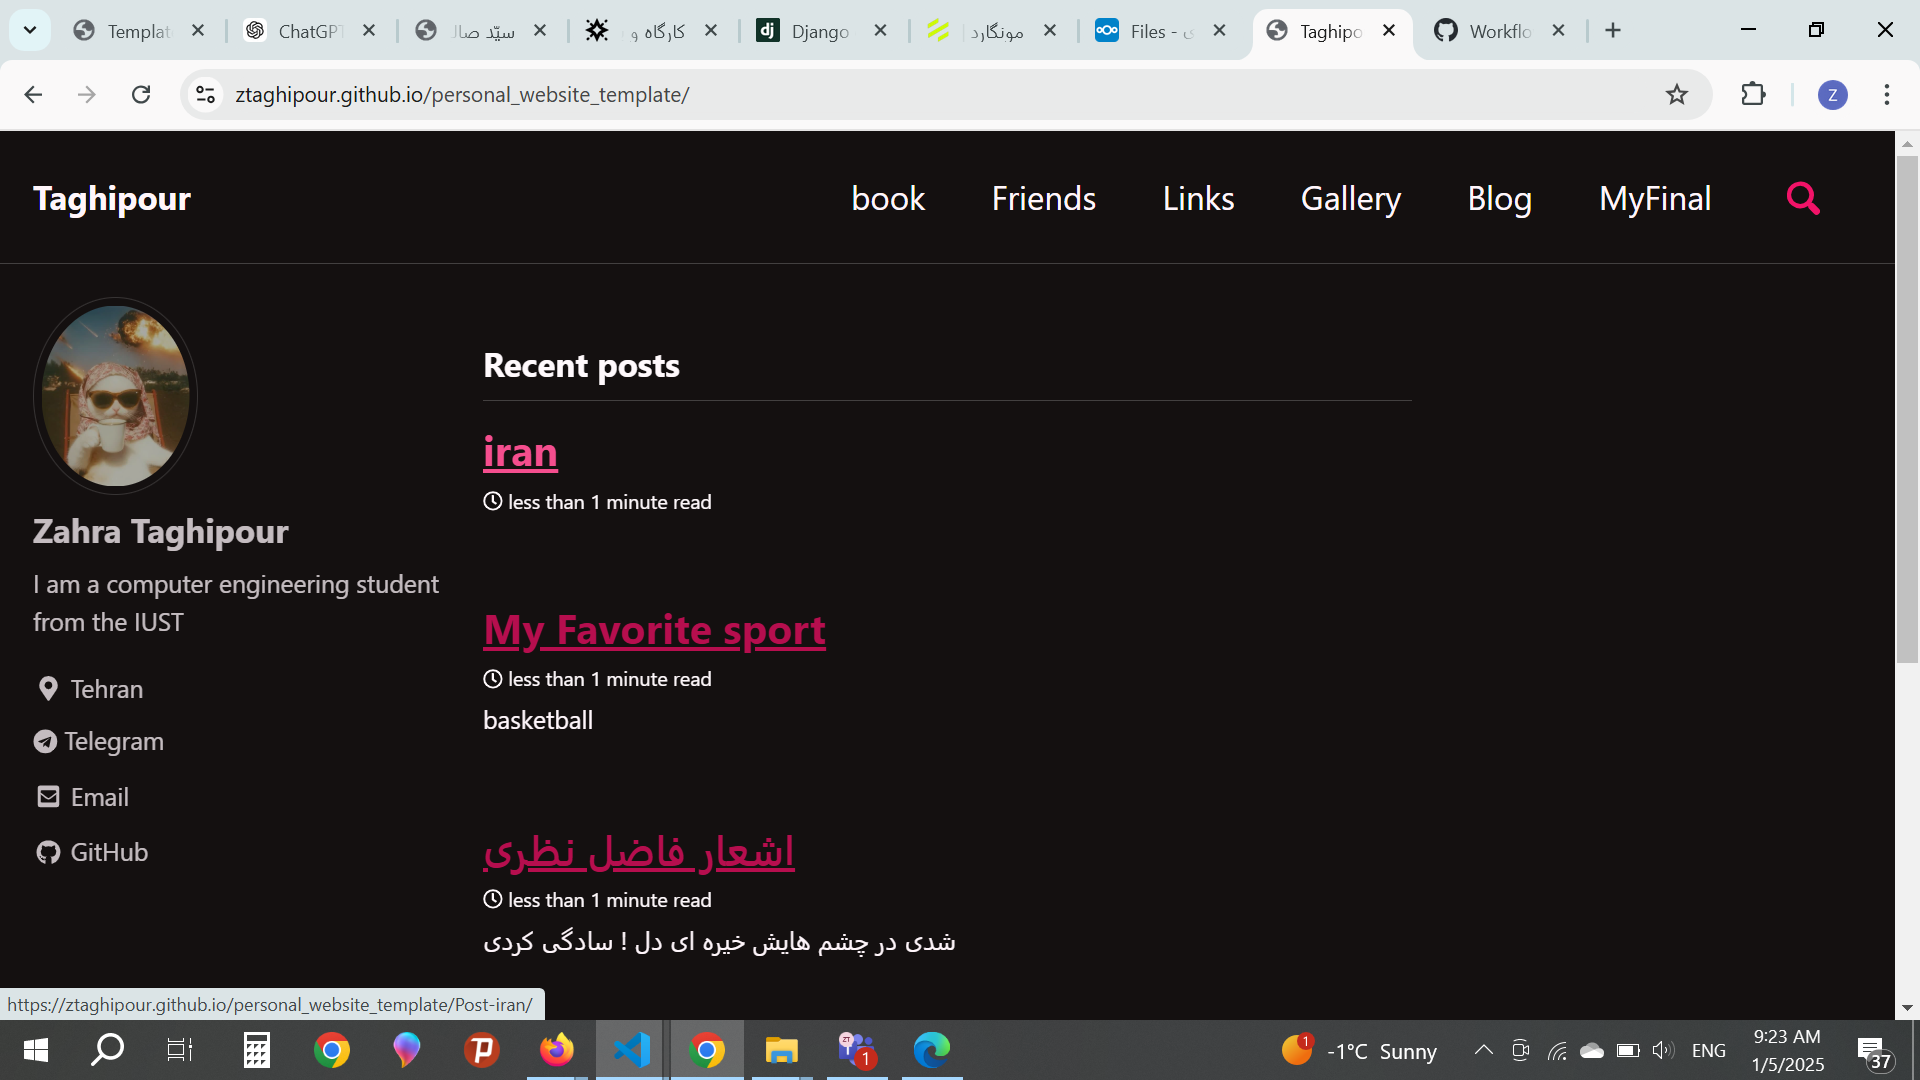 Templat
ChatGPT
سیّد صال
کارگاه و
Django
مونگارد
Files - ی
Taghipo
Workflo
ztaghipour.github.io/personal_website_template/
Z
Taghipour
book
Friends
Links
Gallery
Blog
MyFinal
Zahra Taghipour
I am a computer engineering student
from the IUST
Tehran
Telegram
Email
GitHub
Recent posts
iran
less than 1 minute read
My Favorite sport
less than 1 minute read
basketball
اشعار فاضل نظری
less than 1 minute read
شدی در چشم هایش خیره ای دل ! سادگی کردی
https://ztaghipour.github.io/personal_website_template/Post-iran/
ZT
1
1
-1°C Sunny
ENG
9:23 AM
1/5/2025
37